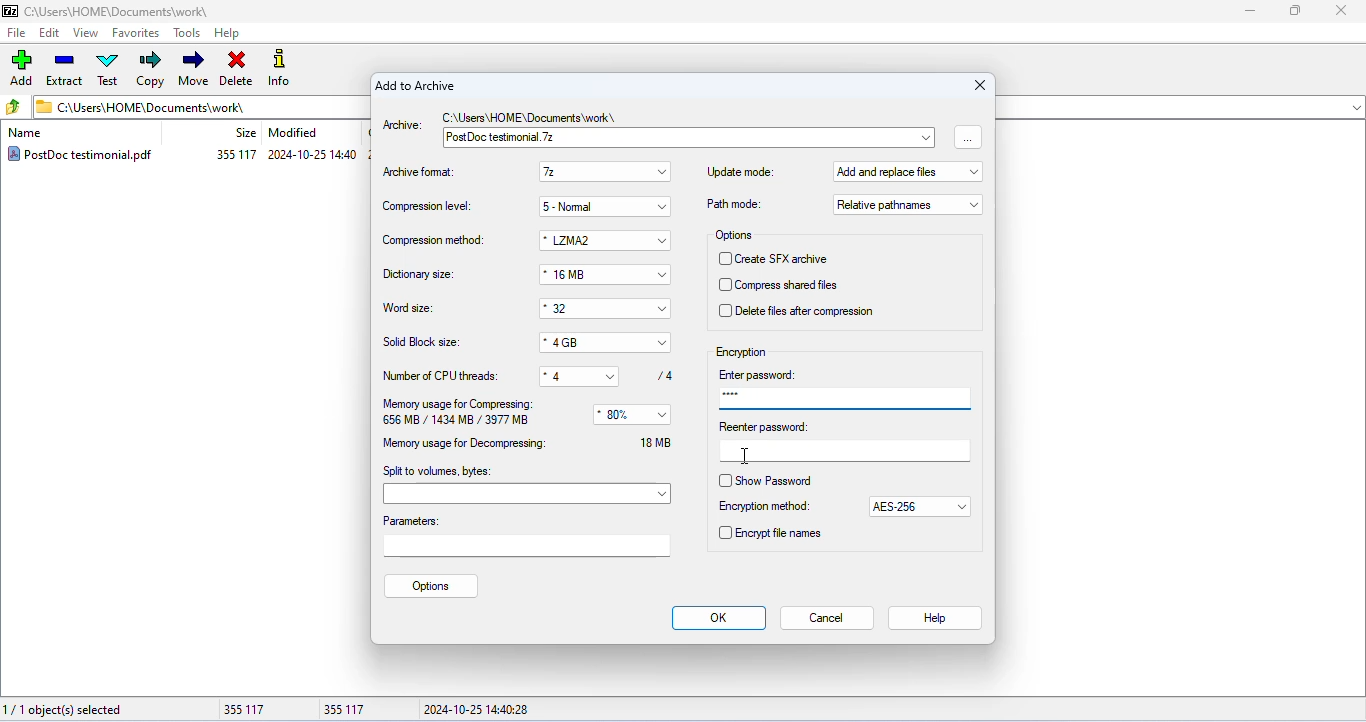 7z C:\Users\HOME\Documents\work\
File Edit View Favorites Tools Help
Add Extract Test Copy Move Delete Info
C:\Users\HOME\Documents\work\
Name Size Modified
PostDoc testimonial.pdf 355 117 2024-10-25 14:40
Add to Archive
Archive: C:\Users\HOME\Documents\work\
PostDoc testimonial.7z ...
Archive format: 7z
Compression level: 5 - Normal
Compression method: * LZMA2
Dictionary size: * 16 MB
Word size: * 32
Solid Block size: * 4 GB
Number of CPU threads: * 4 / 4
Memory usage for Compressing:
656 MB / 1434 MB / 3977 MB * 80%
Memory usage for Decompressing: 18 MB
Split to volumes, bytes:
Parameters:
Options
Update mode: Add and replace files
Path mode: Relative pathnames
Options
Create SFX archive
Compress shared files
Delete files after compression
Encryption
Enter password:
****
Reenter password:
Show Password
Encryption method: AES-256
Encrypt file names
OK Cancel Help
1 / 1 object(s) selected 355 117 355 117 2024-10-25 14:40:28